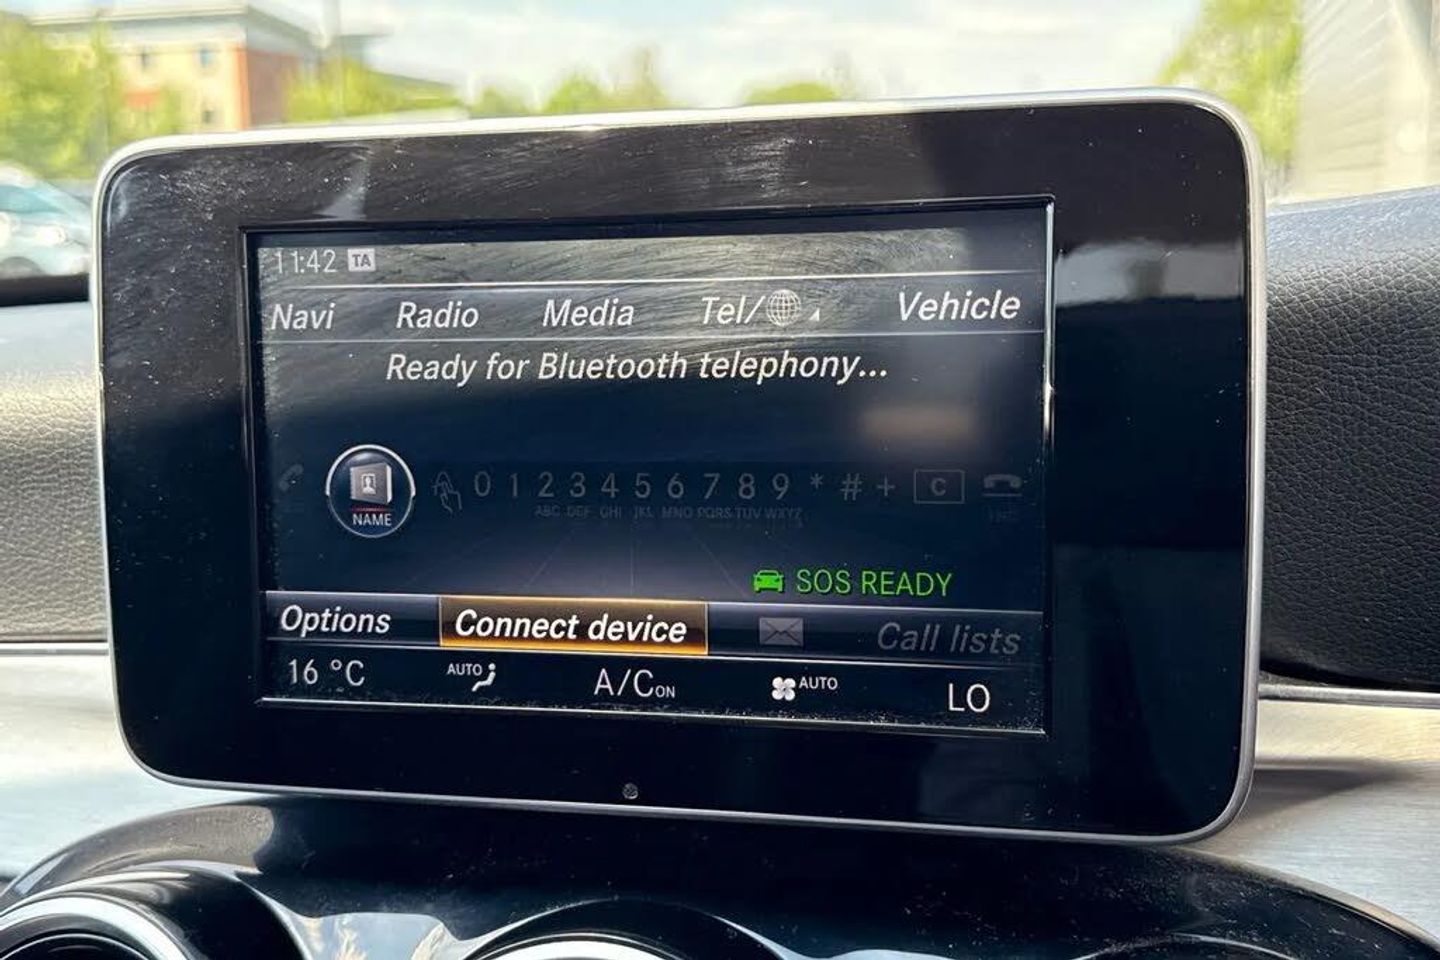 11:42 TA
Navi Radio Media Tel/ Vehicle
Ready for Bluetooth telephony...
NAME
0 1 2 3 4 5 6 7 8 9 * # + C
ABC DEF GHI JKL MNO PQRS TUV WXYZ
SOS READY
Options Connect device Call lists
16 °C AUTO A/C ON AUTO LO